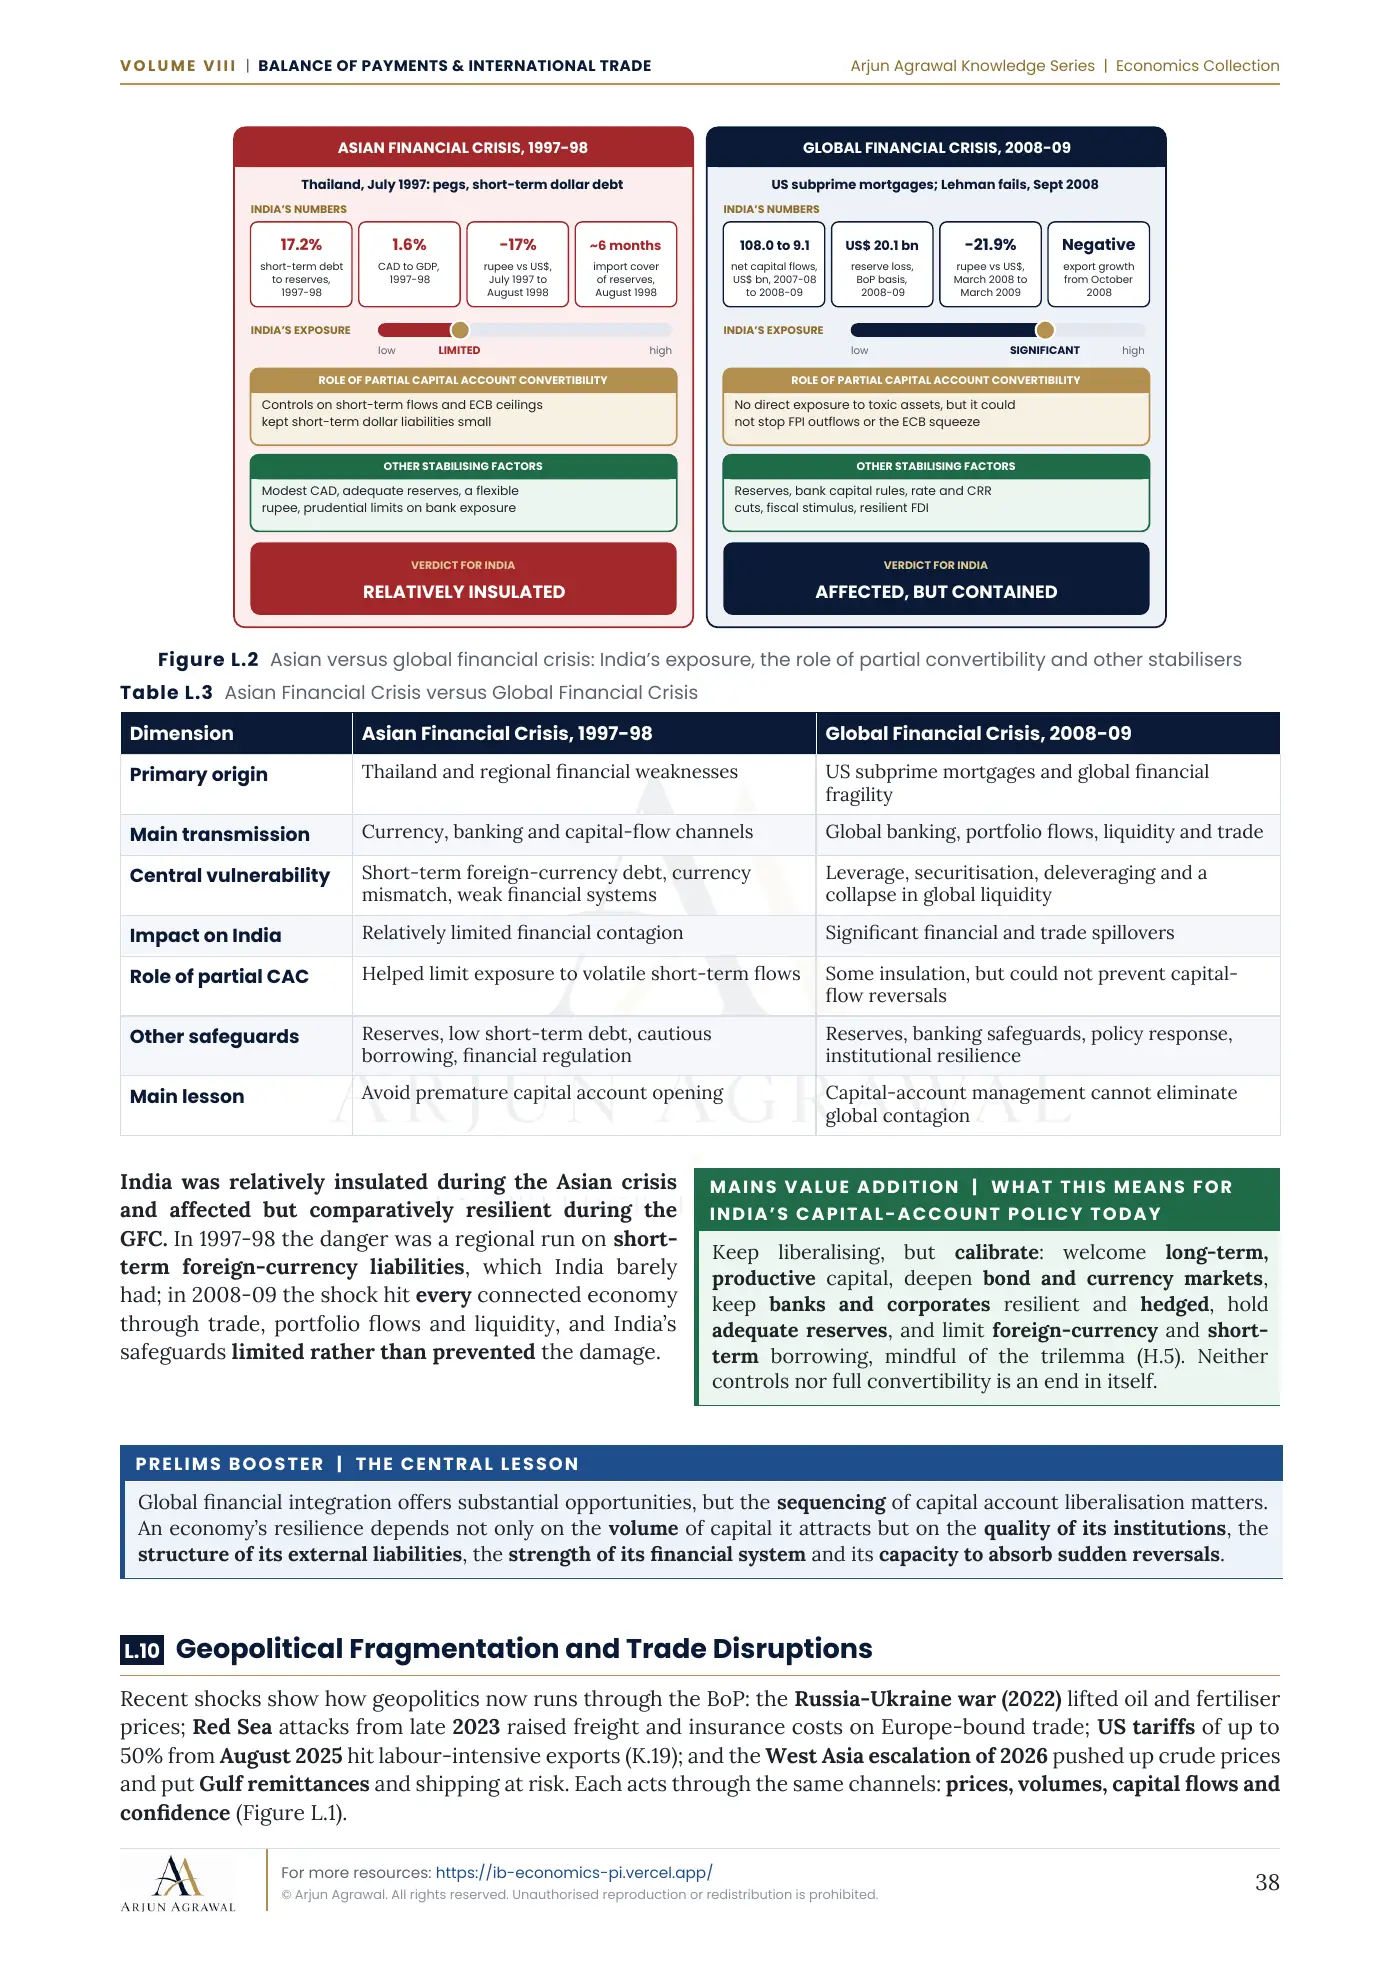 VOLUME VIII | BALANCE OF PAYMENTS & INTERNATIONAL TRADE
Arjun Agrawal Knowledge Series | Economics Collection
ASIAN FINANCIAL CRISIS, 1997-98
Thailand, July 1997: pegs, short-term dollar debt
INDIA'S NUMBERS
17.2%
short-term debt
to reserves,
1997-98
1.6%
CAD to GDP,
1997-98
-17%
rupee vs US$,
July 1997 to
August 1998
~6 months
import cover
of reserves,
August 1998
INDIA'S EXPOSURE
low
LIMITED
high
ROLE OF PARTIAL CAPITAL ACCOUNT CONVERTIBILITY
Controls on short-term flows and ECB ceilings
kept short-term dollar liabilities small
OTHER STABILISING FACTORS
Modest CAD, adequate reserves, a flexible
rupee, prudential limits on bank exposure
VERDICT FOR INDIA
RELATIVELY INSULATED
GLOBAL FINANCIAL CRISIS, 2008-09
US subprime mortgages; Lehman fails, Sept 2008
INDIA'S NUMBERS
108.0 to 9.1
net capital flows,
US$ bn, 2007-08
to 2008-09
US$ 20.1 bn
reserve loss,
BoP basis,
2008-09
-21.9%
rupee vs US$,
March 2008 to
March 2009
Negative
export growth
from October
2008
INDIA'S EXPOSURE
low
SIGNIFICANT
high
ROLE OF PARTIAL CAPITAL ACCOUNT CONVERTIBILITY
No direct exposure to toxic assets, but it could
not stop FPI outflows or the ECB squeeze
OTHER STABILISING FACTORS
Reserves, bank capital rules, rate and CRR
cuts, fiscal stimulus, resilient FDI
VERDICT FOR INDIA
AFFECTED, BUT CONTAINED
Figure L.2 Asian versus global financial crisis: India's exposure, the role of partial convertibility and other stabilisers
Table L.3 Asian Financial Crisis versus Global Financial Crisis
Dimension
Asian Financial Crisis, 1997-98
Global Financial Crisis, 2008-09
Primary origin
Thailand and regional financial weaknesses
US subprime mortgages and global financial
fragility
Main transmission
Currency, banking and capital-flow channels
Global banking, portfolio flows, liquidity and trade
Central vulnerability
Short-term foreign-currency debt, currency
mismatch, weak financial systems
Leverage, securitisation, deleveraging and a
collapse in global liquidity
Impact on India
Relatively limited financial contagion
Significant financial and trade spillovers
Role of partial CAC
Helped limit exposure to volatile short-term flows
Some insulation, but could not prevent capital-
flow reversals
Other safeguards
Reserves, low short-term debt, cautious
borrowing, financial regulation
Reserves, banking safeguards, policy response,
institutional resilience
Main lesson
Avoid premature capital account opening
Capital-account management cannot eliminate
global contagion
ARJUN AGRAWAL
India was relatively insulated during the Asian crisis
and affected but comparatively resilient during the
GFC. In 1997-98 the danger was a regional run on short-
term foreign-currency liabilities, which India barely
had; in 2008-09 the shock hit every connected economy
through trade, portfolio flows and liquidity, and India's
safeguards limited rather than prevented the damage.
MAINS VALUE ADDITION | WHAT THIS MEANS FOR
INDIA'S CAPITAL-ACCOUNT POLICY TODAY
Keep liberalising, but calibrate: welcome long-term,
productive capital, deepen bond and currency markets,
keep banks and corporates resilient and hedged, hold
adequate reserves, and limit foreign-currency and short-
term borrowing, mindful of the trilemma (H.5). Neither
controls nor full convertibility is an end in itself.
PRELIMS BOOSTER | THE CENTRAL LESSON
Global financial integration offers substantial opportunities, but the sequencing of capital account liberalisation matters.
An economy's resilience depends not only on the volume of capital it attracts but on the quality of its institutions, the
structure of its external liabilities, the strength of its financial system and its capacity to absorb sudden reversals.
L.10 Geopolitical Fragmentation and Trade Disruptions
Recent shocks show how geopolitics now runs through the BoP: the Russia-Ukraine war (2022) lifted oil and fertiliser
prices; Red Sea attacks from late 2023 raised freight and insurance costs on Europe-bound trade; US tariffs of up to
50% from August 2025 hit labour-intensive exports (K.19); and the West Asia escalation of 2026 pushed up crude prices
and put Gulf remittances and shipping at risk. Each acts through the same channels: prices, volumes, capital flows and
confidence (Figure L.1).
ARJUN AGRAWAL
For more resources: https://ib-economics-pi.vercel.app/
© Arjun Agrawal. All rights reserved. Unauthorised reproduction or redistribution is prohibited.
38